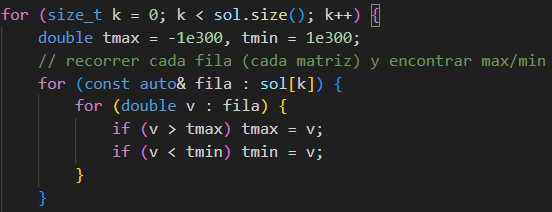 for (size_t k = 0; k < sol.size(); k++) {
    double tmax = -1e300, tmin = 1e300;
    // recorrer cada fila (cada matriz) y encontrar max/min
    for (const auto& fila : sol[k]) {
        for (double v : fila) {
            if (v > tmax) tmax = v;
            if (v < tmin) tmin = v;
        }
    }